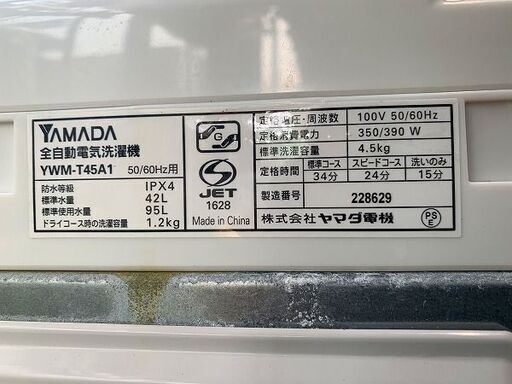 YAMADA
全自動電気洗濯機
YWM-T45A1 50/60Hz用
防水等級 IPX4
標準水量 42L
標準使用水量 95L
ドライコース時の洗濯容量 1.2kg
JET
1628
Made in China
定格電圧・周波数 100V 50/60Hz
定格消費電力 350/390 W
標準洗濯容量 4.5kg
定格時間 標準コース スピードコース 洗いのみ
34分 24分 15分
製造番号 228629
株式会社 ヤマダ電機
PS
E